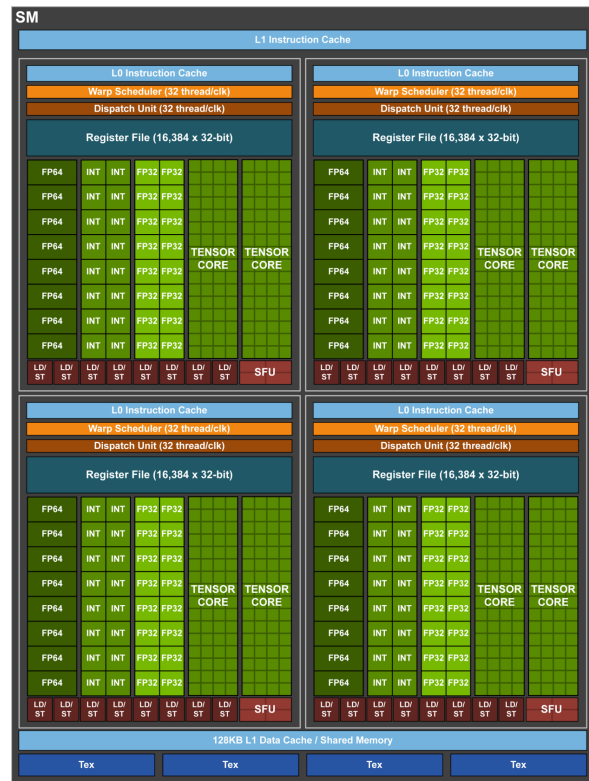 SM
L1 Instruction Cache
L0 Instruction Cache
Warp Scheduler (32 thread/clk)
Dispatch Unit (32 thread/clk)
Register File (16,384 x 32-bit)
FP64 INT INT FP32 FP32
FP64 INT INT FP32 FP32
FP64 INT INT FP32 FP32
FP64 INT INT FP32 FP32 TENSOR TENSOR
FP64 INT INT FP32 FP32 CORE CORE
FP64 INT INT FP32 FP32
FP64 INT INT FP32 FP32
FP64 INT INT FP32 FP32
LD/ LD/ LD/ LD/ LD/ LD/ LD/ LD/ SFU
ST ST ST ST ST ST ST ST
L0 Instruction Cache
Warp Scheduler (32 thread/clk)
Dispatch Unit (32 thread/clk)
Register File (16,384 x 32-bit)
FP64 INT INT FP32 FP32
FP64 INT INT FP32 FP32
FP64 INT INT FP32 FP32
FP64 INT INT FP32 FP32 TENSOR TENSOR
FP64 INT INT FP32 FP32 CORE CORE
FP64 INT INT FP32 FP32
FP64 INT INT FP32 FP32
FP64 INT INT FP32 FP32
LD/ LD/ LD/ LD/ LD/ LD/ LD/ LD/ SFU
ST ST ST ST ST ST ST ST
L0 Instruction Cache
Warp Scheduler (32 thread/clk)
Dispatch Unit (32 thread/clk)
Register File (16,384 x 32-bit)
FP64 INT INT FP32 FP32
FP64 INT INT FP32 FP32
FP64 INT INT FP32 FP32
FP64 INT INT FP32 FP32 TENSOR TENSOR
FP64 INT INT FP32 FP32 CORE CORE
FP64 INT INT FP32 FP32
FP64 INT INT FP32 FP32
FP64 INT INT FP32 FP32
LD/ LD/ LD/ LD/ LD/ LD/ LD/ LD/ SFU
ST ST ST ST ST ST ST ST
L0 Instruction Cache
Warp Scheduler (32 thread/clk)
Dispatch Unit (32 thread/clk)
Register File (16,384 x 32-bit)
FP64 INT INT FP32 FP32
FP64 INT INT FP32 FP32
FP64 INT INT FP32 FP32
FP64 INT INT FP32 FP32 TENSOR TENSOR
FP64 INT INT FP32 FP32 CORE CORE
FP64 INT INT FP32 FP32
FP64 INT INT FP32 FP32
FP64 INT INT FP32 FP32
LD/ LD/ LD/ LD/ LD/ LD/ LD/ LD/ SFU
ST ST ST ST ST ST ST ST
128KB L1 Data Cache / Shared Memory
Tex Tex Tex Tex